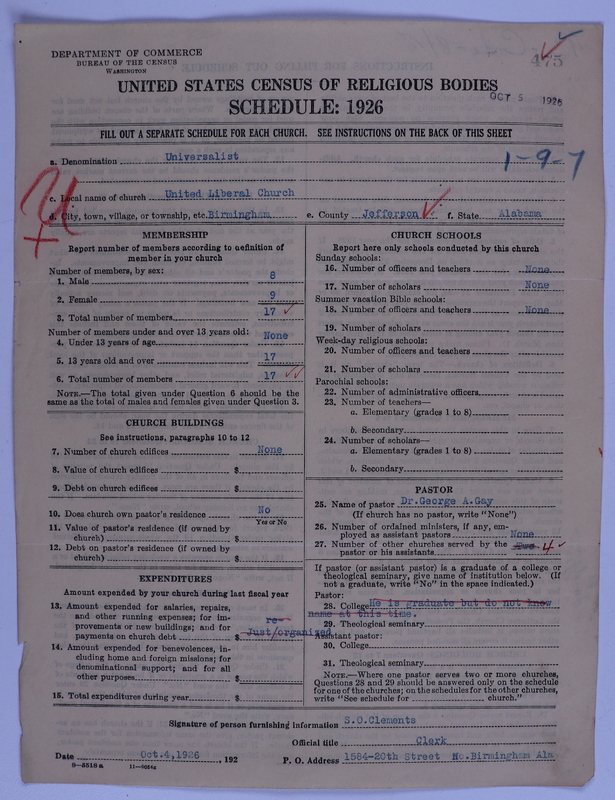 DEPARTMENT OF COMMERCE
BUREAU OF THE CENSUS
WASHINGTON
475
UNITED STATES CENSUS OF RELIGIOUS BODIES
SCHEDULE: 1926
OCT 5 1926
FILL OUT A SEPARATE SCHEDULE FOR EACH CHURCH. SEE INSTRUCTIONS ON THE BACK OF THIS SHEET
a. Denomination Universalist
1-9-7
c. Local name of church United Liberal Church
d. City, town, village, or township, etc. Birmingham e. County Jefferson f. State Alabama
MEMBERSHIP
Report number of members according to definition of
member in your church
Number of members, by sex:
1. Male 8
2. Female 9
3. Total number of members 17
Number of members under and over 13 years old:
4. Under 13 years of age None
5. 13 years old and over 17
6. Total number of members 17
NOTE.—The total given under Question 6 should be
same as the total of males and females given under Question 3.
CHURCH BUILDINGS
See instructions, paragraphs 10 to 12
7. Number of church edifices None
8. Value of church edifices $
9. Debt on church edifices $
10. Does church own pastor's residence No
Yes or No
11. Value of pastor's residence (if owned by
church) $
12. Debt on pastor's residence (if owned by
church) $
EXPENDITURES
Amount expended by your church during last fiscal year
13. Amount expended for salaries, repairs,
and other running expenses; for im-
provements or new buildings; and for
payments on church debt $ Just/organized
re-
14. Amount expended for benevolences, in-
cluding home and foreign missions; for
denominational support; and for all
other purposes $
15. Total expenditures during year $
CHURCH SCHOOLS
Report here only schools conducted by this church
Sunday schools:
16. Number of officers and teachers None
17. Number of scholars None
Summer vacation Bible schools:
18. Number of officers and teachers None
19. Number of scholars
Week-day religious schools:
20. Number of officers and teachers
21. Number of scholars
Parochial schools:
22. Number of administrative officers
23. Number of teachers—
a. Elementary (grades 1 to 8)
b. Secondary
24. Number of scholars—
a. Elementary (grades 1 to 8)
b. Secondary
PASTOR
25. Name of pastor Dr.George A.Gay
(If church has no pastor, write "None")
26. Number of ordained ministers, if any, em-
ployed as assistant pastors None
27. Number of other churches served by the
pastor or his assistants Two 4
If pastor (or assistant pastor) is a graduate of a college or
theological seminary, give name of institution below. (If
not a graduate, write "No" in the space indicated.)
Pastor:
28. College He is graduate but do not know
name at this time.
29. Theological seminary
Assistant pastor:
30. College
31. Theological seminary
NOTE.—Where one pastor serves two or more churches,
Questions 28 and 29 should be answered only on the schedule
for one of the churches; on the schedules for the other churches,
write "See schedule for church."
Signature of person furnishing information S.O.Clements
Official title Clerk
Date Oct.4,1926, 192 P. O. Address 1584-20th Street No.Birmingham Ala
8-5518a 11-9054